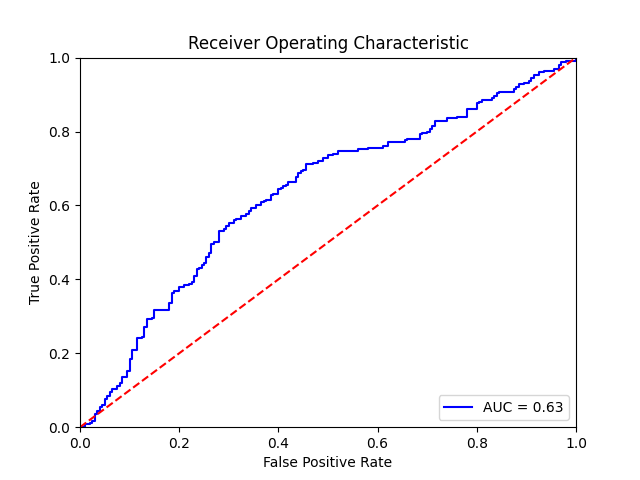 Receiver Operating Characteristic
True Positive Rate
1.0
0.8
0.6
0.4
0.2
0.0
AUC = 0.63
0.0 0.2 0.4 0.6 0.8 1.0
False Positive Rate